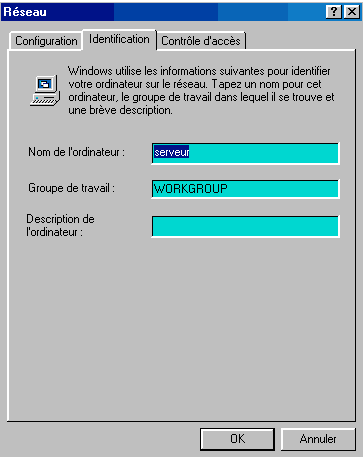 Réseau
Configuration Identification Contrôle d'accès
Windows utilise les informations suivantes pour identifier
votre ordinateur sur le réseau. Tapez un nom pour cet
ordinateur, le groupe de travail dans lequel il se trouve et
une brève description.
Nom de l'ordinateur : serveur
Groupe de travail : WORKGROUP
Description de
l'ordinateur :
OK Annuler